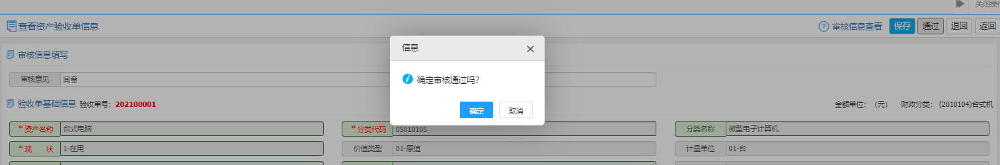 关闭操作
查看资产验收单信息 审核信息查看 保存 通过 退回 返回
信息
确定审核通过吗?
确定 取消
审核信息填写
审核意见 同意
验收单基础信息 验收单号: 202100001 金额单位: (元) 财政分类: (2010104)台式机
*资产名称 台式电脑 *分类代码 05010105 分类名称 微型电子计算机
*现 状 1-在用 价值类型 01-原值 计量单位 01-台